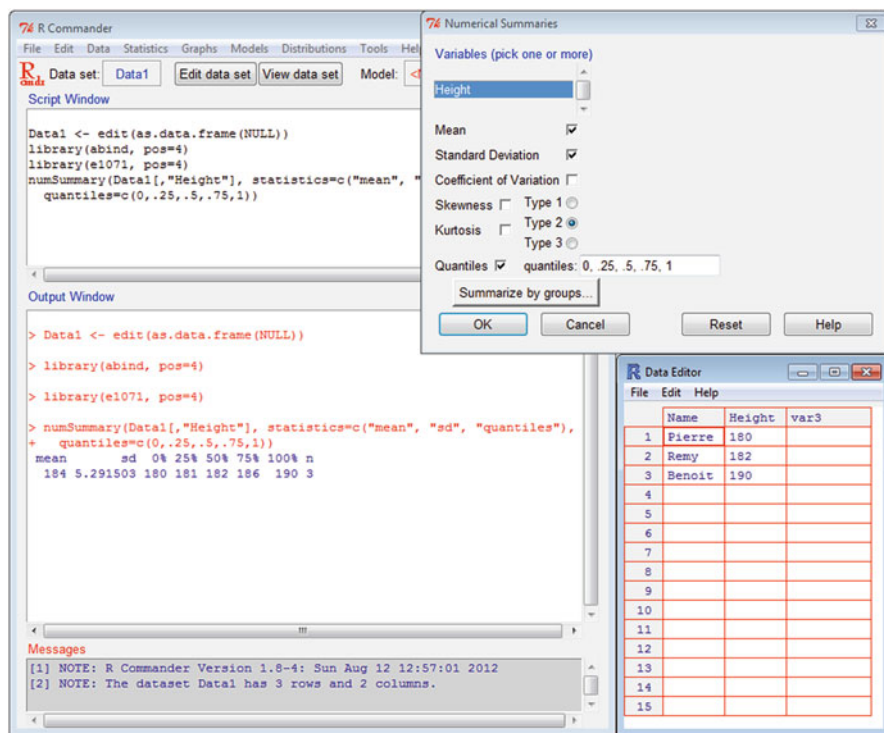 R Commander
File Edit Data Statistics Graphs Models Distributions Tools
R cmdr Data set: Data1 Edit data set View data set Model:
Script Window
Data1 <- edit(as.data.frame(NULL))
library(abind, pos=4)
library(e1071, pos=4)
numSummary(Data1[,"Height"], statistics=c("mean", "
quantiles=c(0,.25,.5,.75,1))
Output Window
> Data1 <- edit(as.data.frame(NULL))
> library(abind, pos=4)
> library(e1071, pos=4)
> numSummary(Data1[,"Height"], statistics=c("mean", "sd", "quantiles"),
+ quantiles=c(0,.25,.5,.75,1))
mean sd 0% 25% 50% 75% 100% n
184 5.291503 180 181 182 186 190 3
Messages
[1] NOTE: R Commander Version 1.8-4: Sun Aug 12 12:57:01 2012
[2] NOTE: The dataset Data1 has 3 rows and 2 columns.
Numerical Summaries
Variables (pick one or more)
Height
Mean
Standard Deviation
Coefficient of Variation
Skewness Type 1
Kurtosis Type 2
Type 3
Quantiles quantiles: 0, .25, .5, .75, 1
Summarize by groups...
OK Cancel Reset Help
R Data Editor
File Edit Help
Name Height var3
1 Pierre 180
2 Remy 182
3 Benoit 190
4
5
6
7
8
9
10
11
12
13
14
15